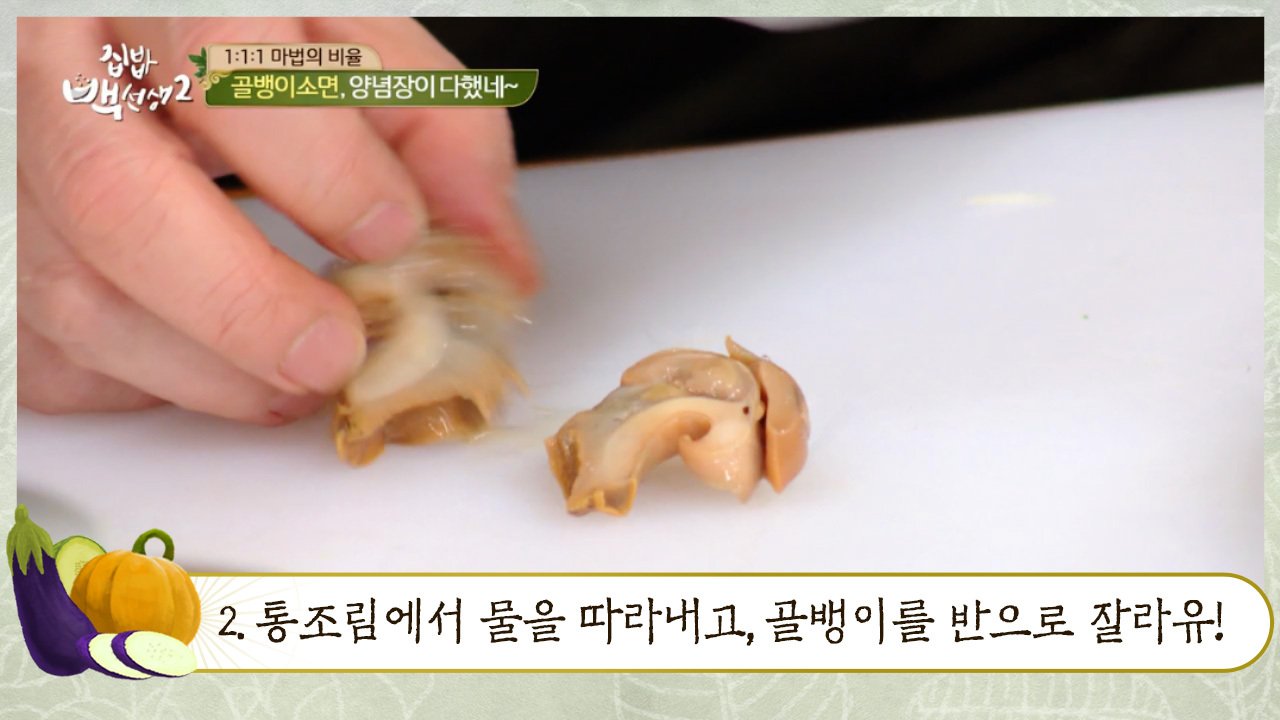 집밥
백선생2
1:1:1 마법의 비율
골뱅이소면, 양념장이 다했네~
2. 통조림에서 물을 따라내고, 골뱅이를 반으로 잘라유!